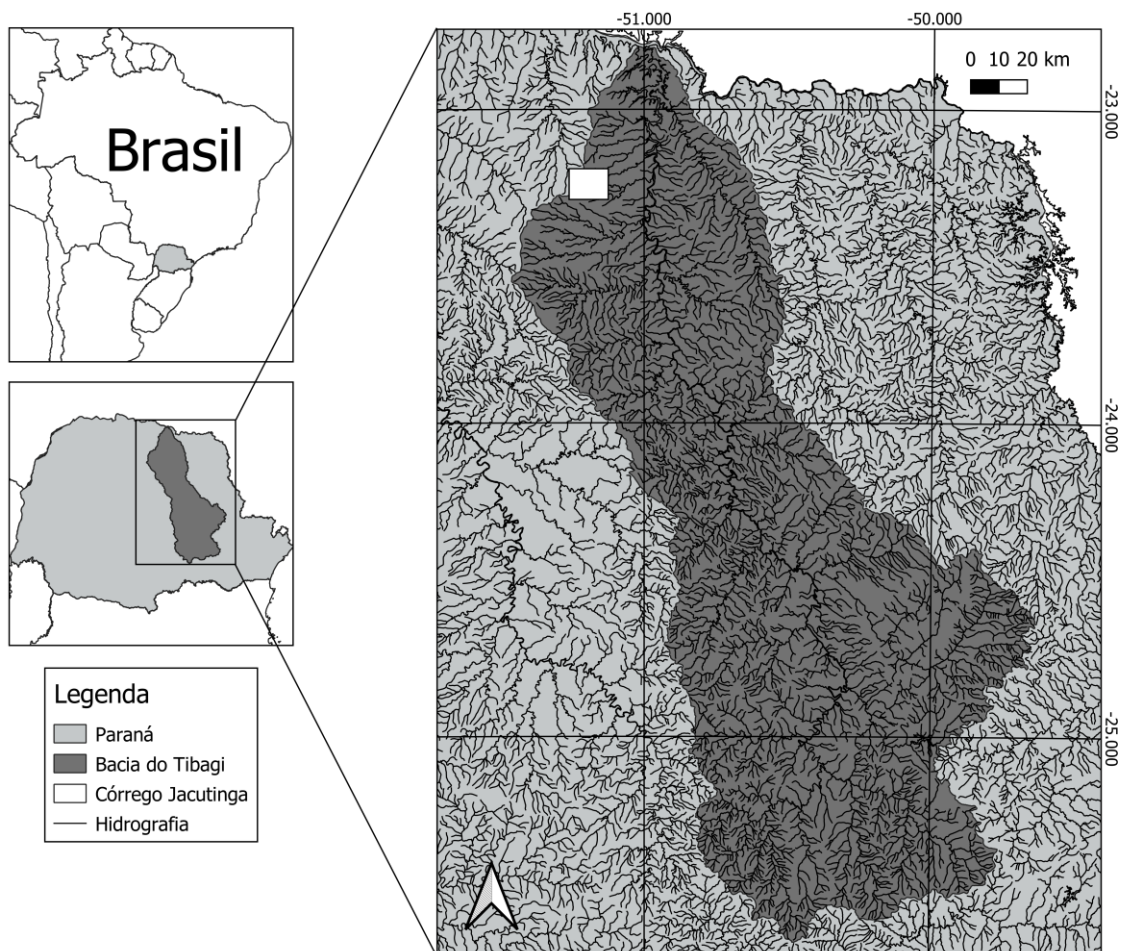 Brasil
Legenda
Paraná
Bacia do Tibagi
Córrego Jacutinga
Hidrografia
-51.000
-50.000
0 10 20 km
-23.000
-24.000
-25.000